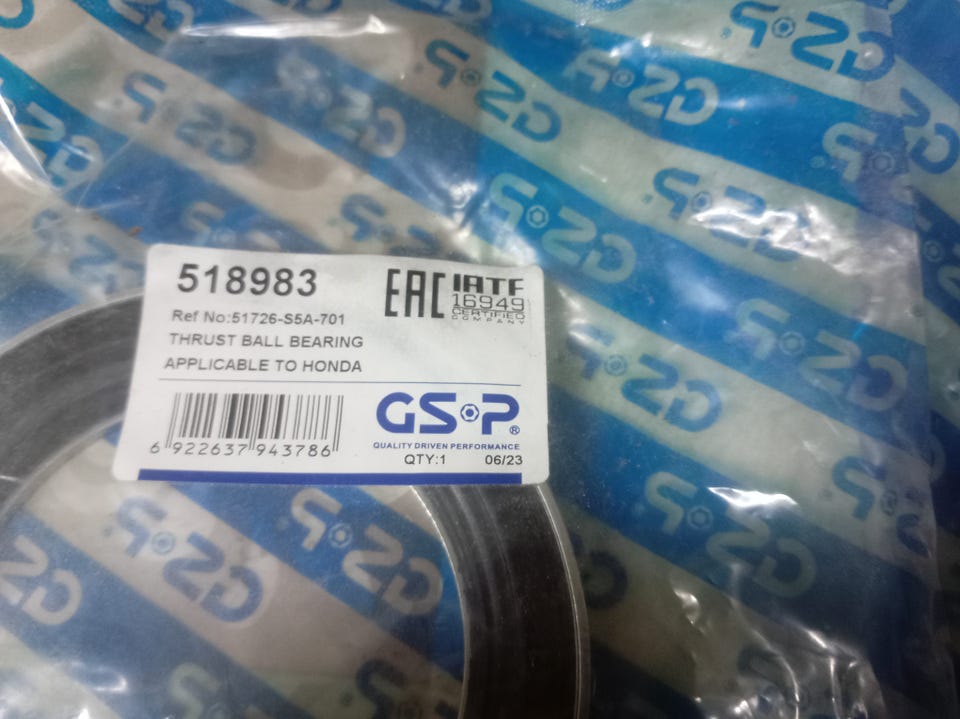 518983
EAC
IATF
16949
CERTIFIED
COMPANY
Ref No:51726-S5A-701
THRUST BALL BEARING
APPLICABLE TO HONDA
6 922637 943786
GSP®
QUALITY DRIVEN PERFORMANCE
QTY:1 06/23